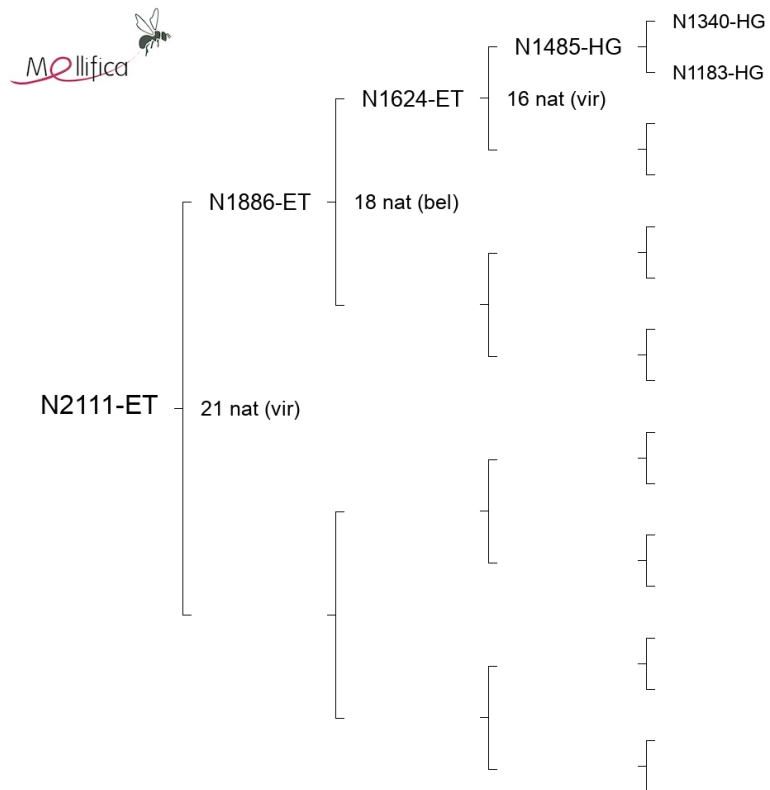 Mellifica
N1340-HG
N1485-HG
N1183-HG
N1624-ET
16 nat (vir)
N1886-ET
18 nat (bel)
N2111-ET
21 nat (vir)